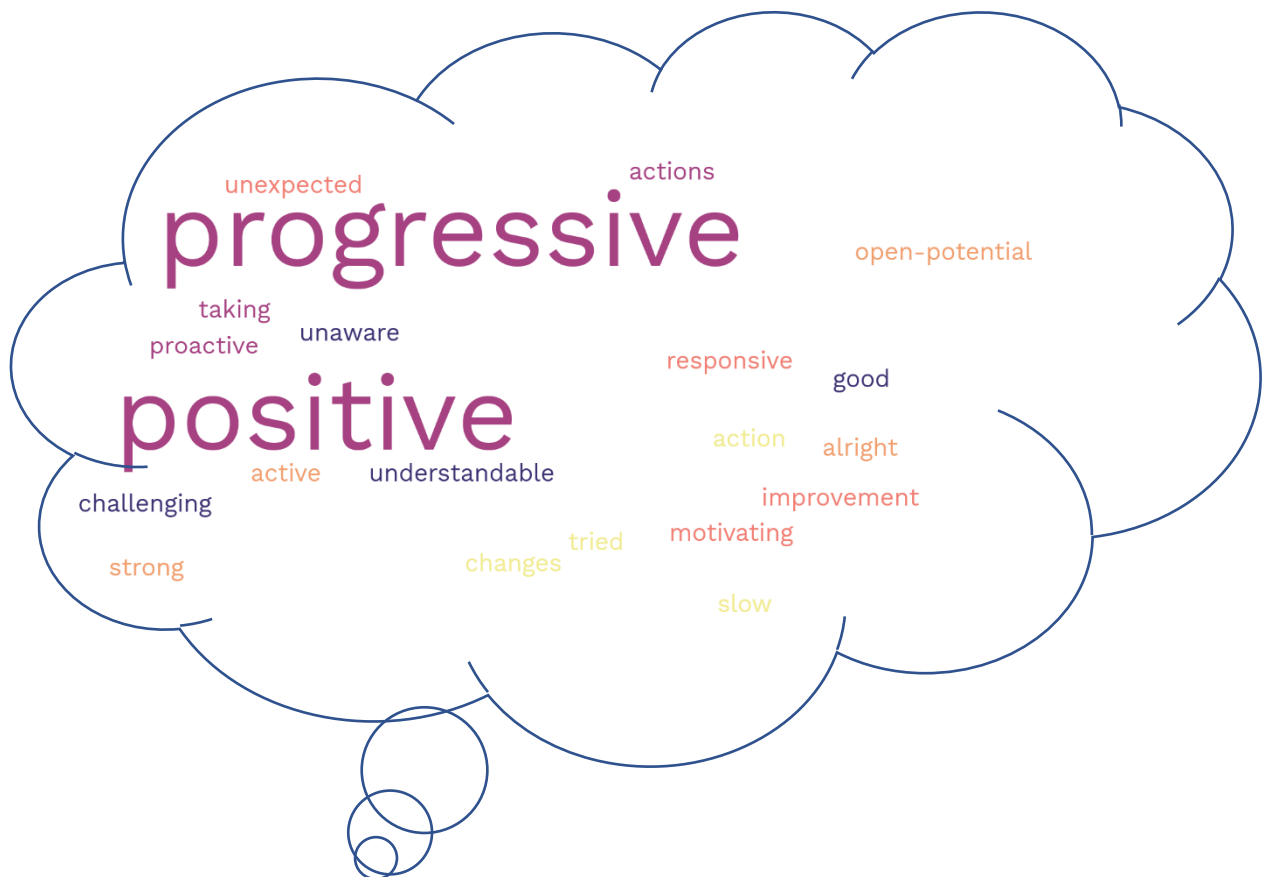 actions
unexpected
progressive
open-potential
taking
unaware
proactive
responsive
good
positive
action
alright
active
understandable
improvement
challenging
motivating
tried
changes
strong
slow